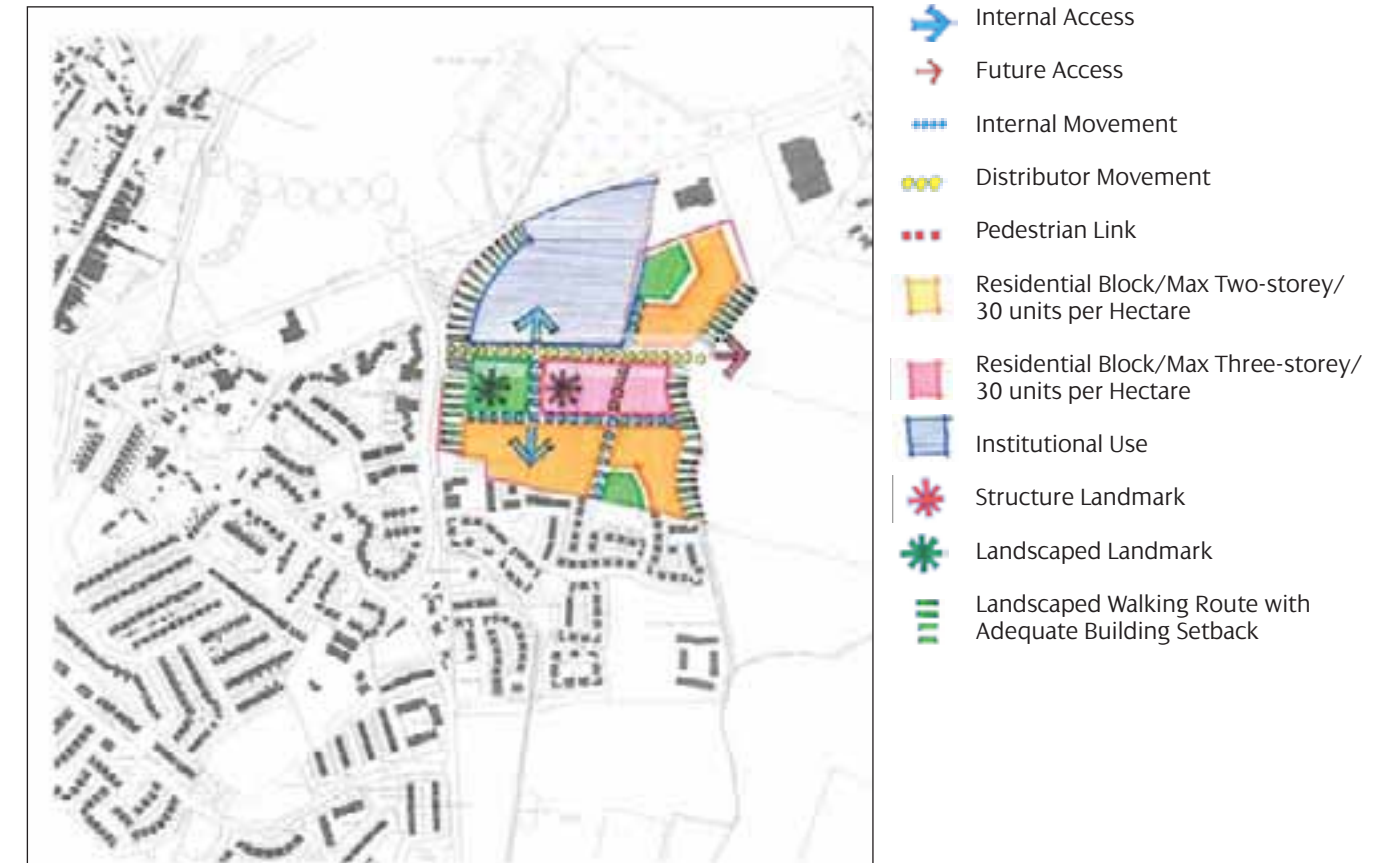 Internal Access
Future Access
Internal Movement
Distributor Movement
Pedestrian Link
Residential Block/Max Two-storey/
30 units per Hectare
Residential Block/Max Three-storey/
30 units per Hectare
Institutional Use
Structure Landmark
Landscaped Landmark
Landscaped Walking Route with
Adequate Building Setback